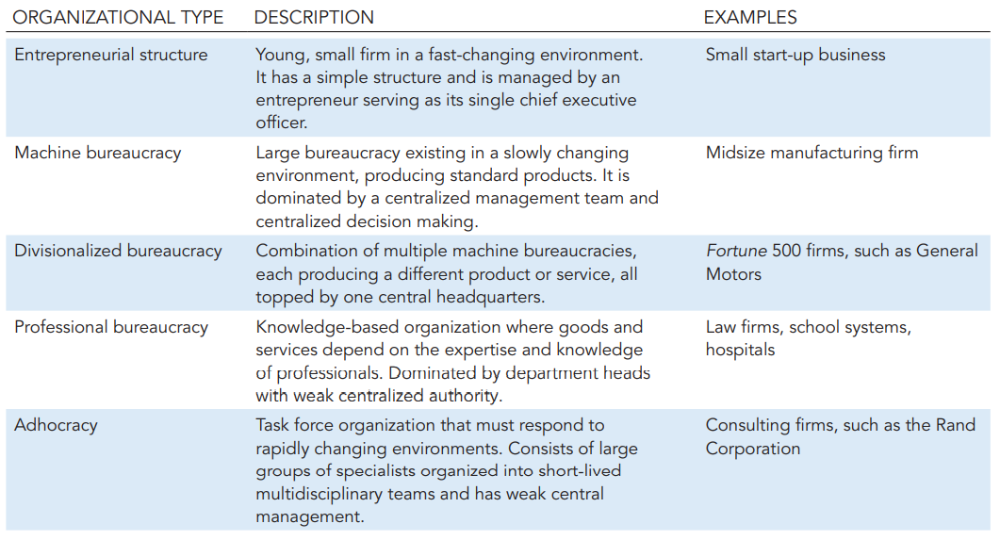 ORGANIZATIONAL TYPE DESCRIPTION EXAMPLES
Entrepreneurial structure Young, small firm in a fast-changing environment. Small start-up business
It has a simple structure and is managed by an
entrepreneur serving as its single chief executive
officer.
Machine bureaucracy Large bureaucracy existing in a slowly changing Midsize manufacturing firm
environment, producing standard products. It is
dominated by a centralized management team and
centralized decision making.
Divisionalized bureaucracy Combination of multiple machine bureaucracies, Fortune 500 firms, such as General
each producing a different product or service, all Motors
topped by one central headquarters.
Professional bureaucracy Knowledge-based organization where goods and Law firms, school systems,
services depend on the expertise and knowledge hospitals
of professionals. Dominated by department heads
with weak centralized authority.
Adhocracy Task force organization that must respond to Consulting firms, such as the Rand
rapidly changing environments. Consists of large Corporation
groups of specialists organized into short-lived
multidisciplinary teams and has weak central
management.